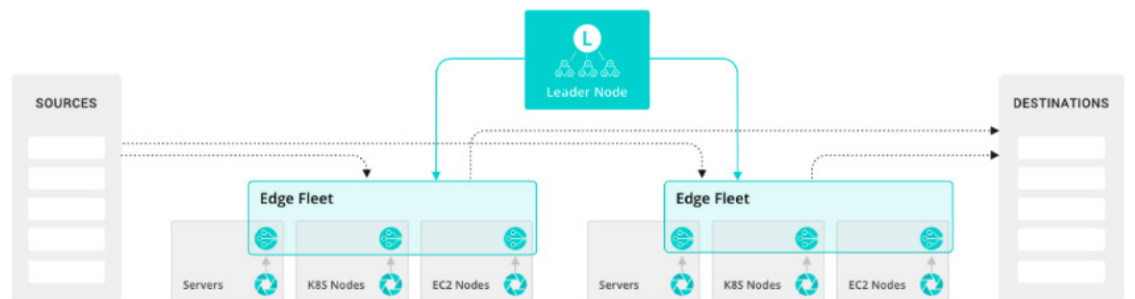 L
Leader Node
SOURCES
DESTINATIONS
Edge Fleet
Edge Fleet
Servers
K8S Nodes
EC2 Nodes
Servers
K8S Nodes
EC2 Nodes